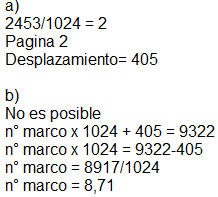 a)
2453/1024 = 2
Pagina 2
Desplazamiento= 405
b)
No es posible
n° marco x 1024 + 405 = 9322
n° marco x 1024 = 9322-405
n° marco = 8917/1024
n° marco = 8,71